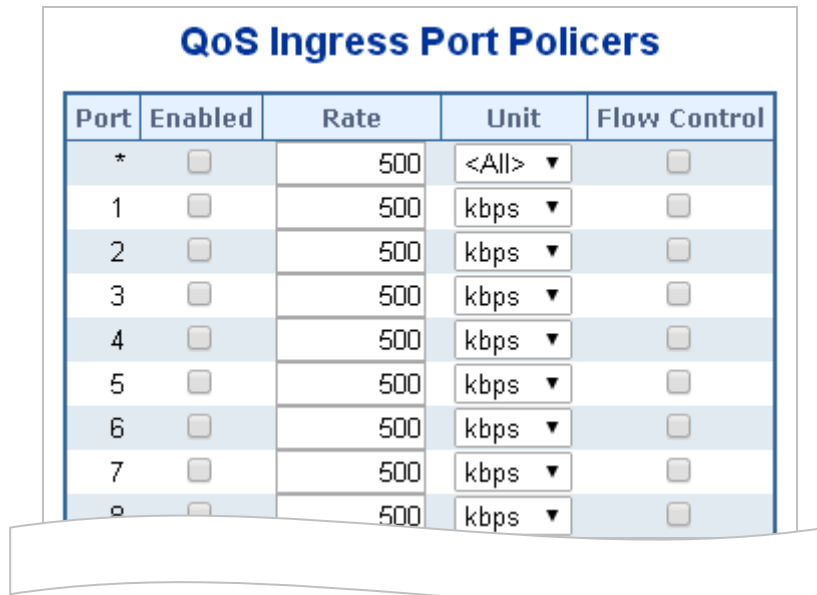 QoS Ingress Port Policers
Port Enabled Rate Unit Flow Control
* 500 <All>
1 500 kbps
2 500 kbps
3 500 kbps
4 500 kbps
5 500 kbps
6 500 kbps
7 500 kbps
8 500 kbps